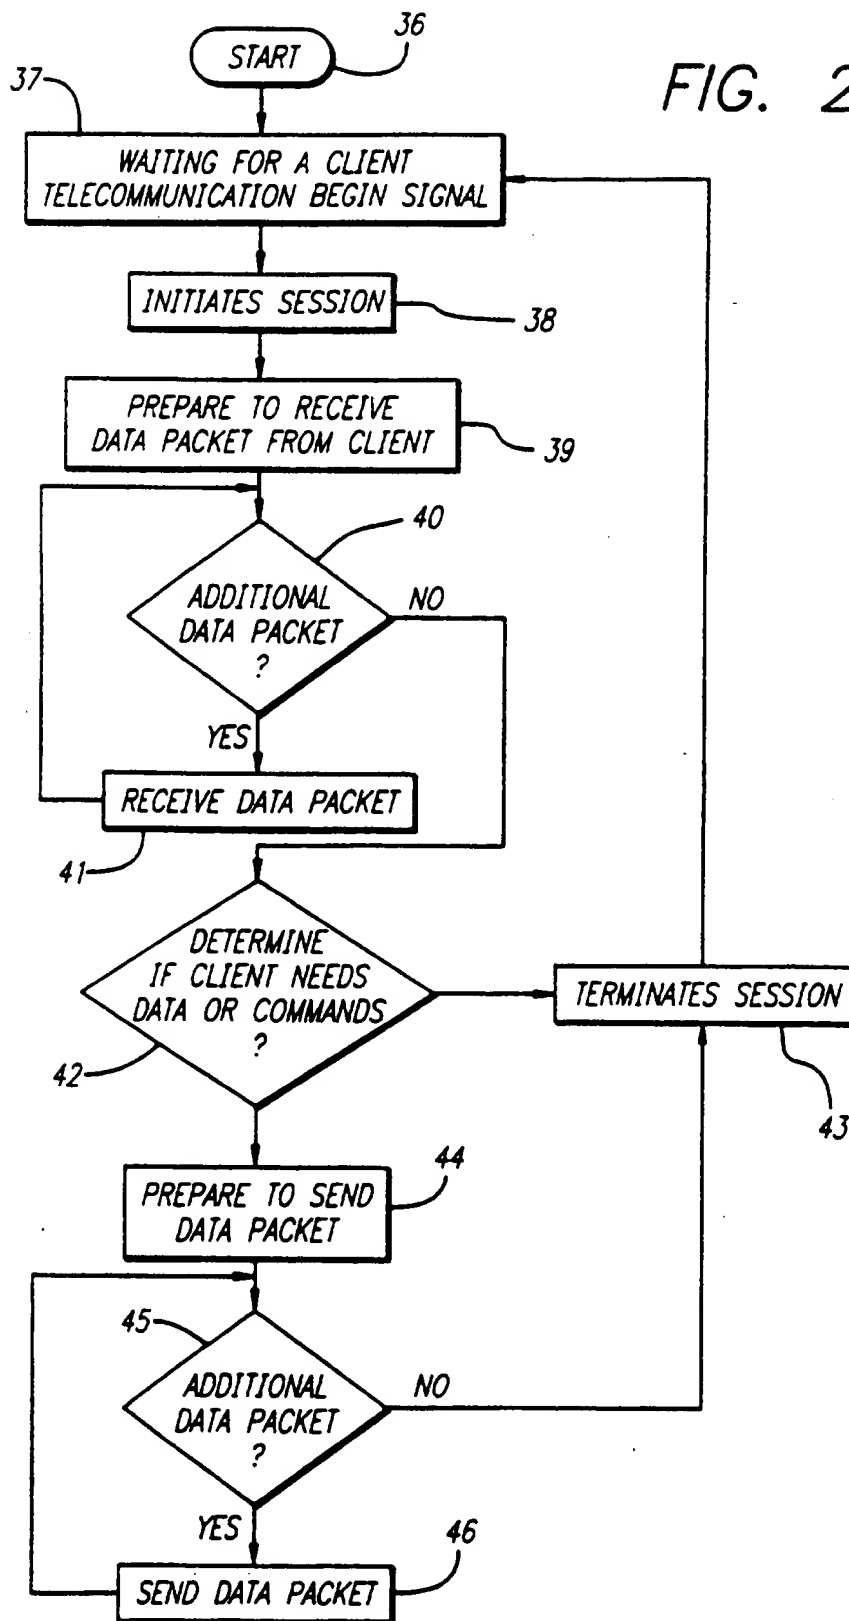 36
START
37
FIG. 2
WAITING FOR A CLIENT
TELECOMMUNICATION BEGIN SIGNAL
INITIATES SESSION
38
PREPARE TO RECEIVE
DATA PACKET FROM CLIENT
39
40
ADDITIONAL
DATA PACKET
?
NO
YES
RECEIVE DATA PACKET
41
DETERMINE
IF CLIENT NEEDS
DATA OR COMMANDS
?
42
TERMINATES SESSION
43
44
PREPARE TO SEND
DATA PACKET
45
ADDITIONAL
DATA PACKET
?
NO
YES
46
SEND DATA PACKET